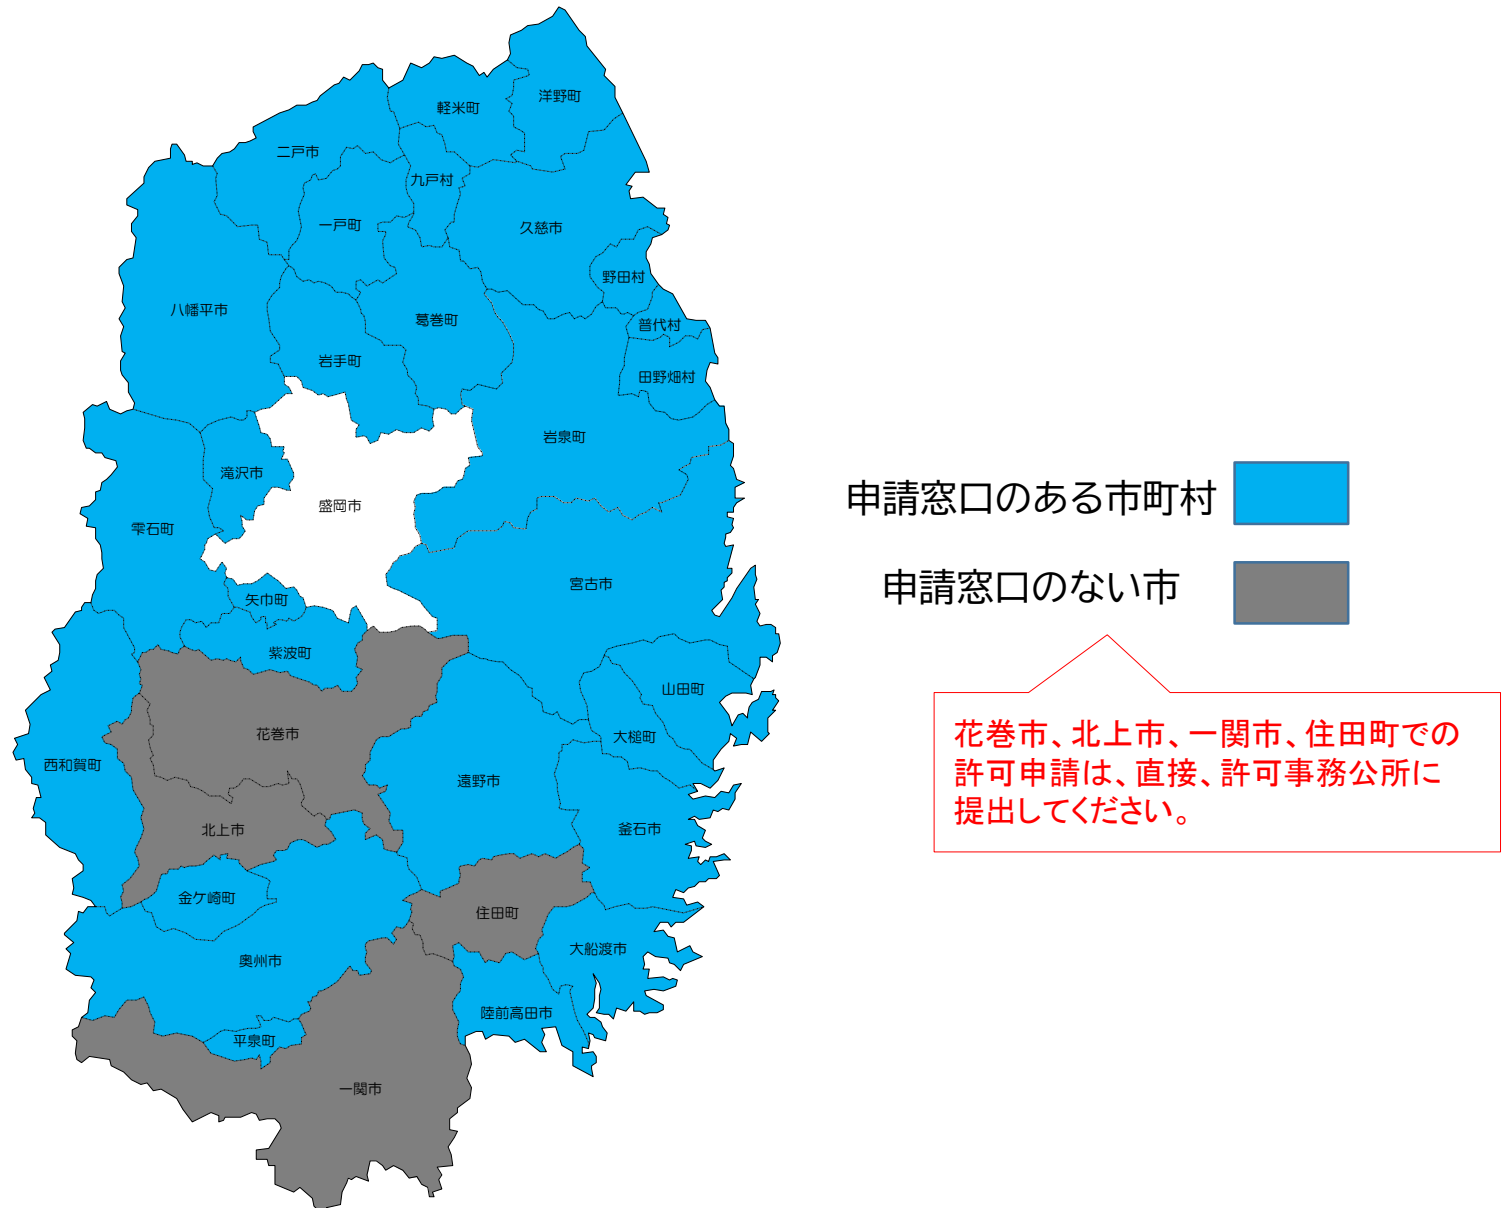 洋野町
軽米町
二戸市
九戸村
一戸町
久慈市
野田村
八幡平市
葛巻町
普代村
岩手町
田野畑村
岩泉町
滝沢市
盛岡市
雫石町
宮古市
矢巾町
紫波町
山田町
花巻市
大槌町
西和賀町
遠野市
北上市
釜石市
金ケ崎町
住田町
大船渡市
奥州市
陸前高田市
平泉町
一関市
申請窓口のある市町村
申請窓口のない市
花巻市、北上市、一関市、住田町での
許可申請は、直接、許可事務公所に
提出してください。